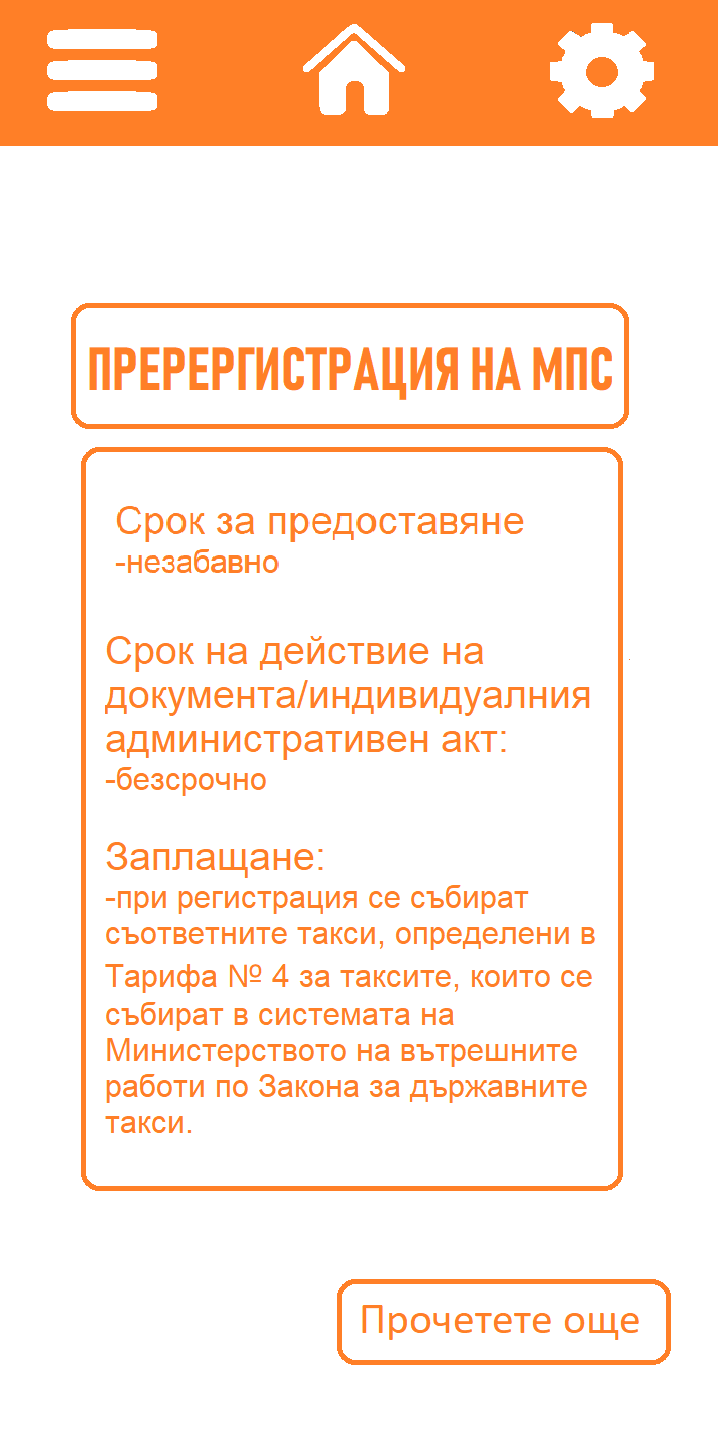 ПРЕРЕРГИСТРАЦИЯ НА МПС
Срок за предоставяне
-незабавно
Срок на действие на
документа/индивидуалния
административен акт:
-безсрочно
Заплащане:
-при регистрация се събират
съответните такси, определени в
Тарифа № 4 за таксите, които се
събират в системата на
Министерството на вътрешните
работи по Закона за държавните
такси.
Прочетете още